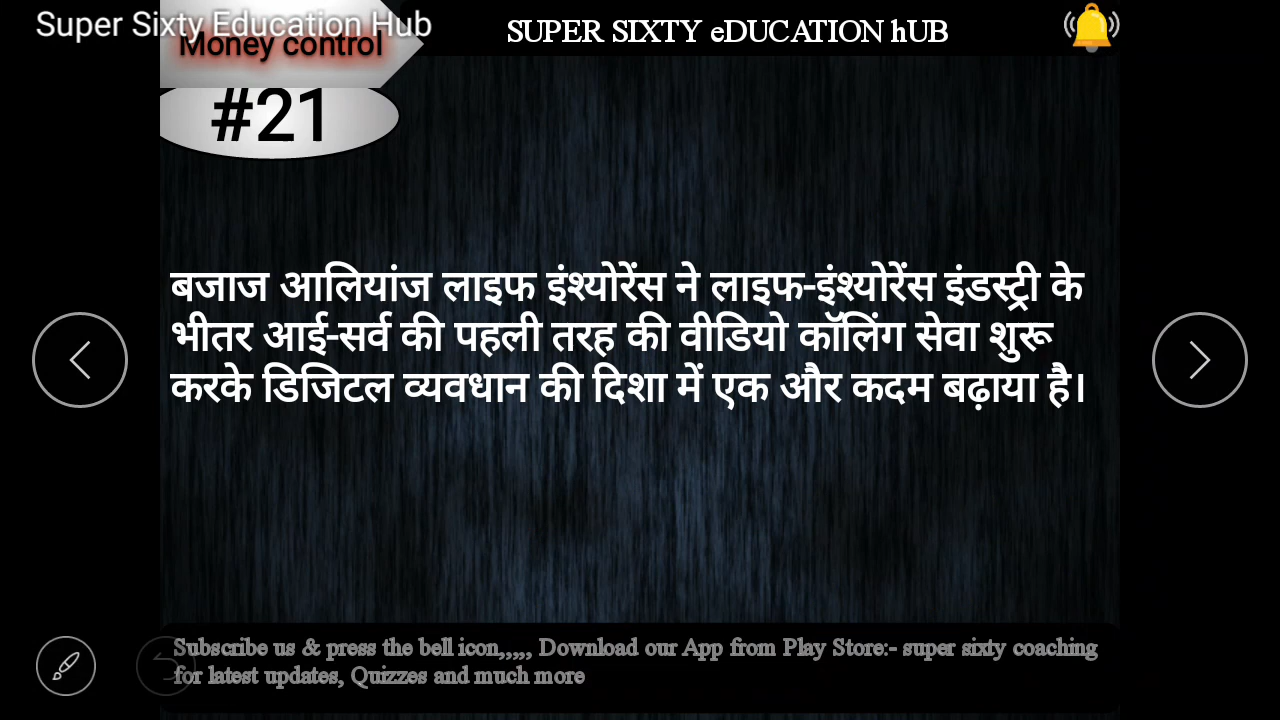 Super Sixty Education Hub
Money control
SUPER SIXTY eDUCATION hUB
#21
बजाज आलियांज लाइफ इंश्योरेंस ने लाइफ-इंश्योरेंस इंडस्ट्री के
भीतर आई-सर्व की पहली तरह की वीडियो कॉलिंग सेवा शुरू
करके डिजिटल व्यवधान की दिशा में एक और कदम बढ़ाया है।
Subscribe us & press the bell icon,,,,, Download our App from Play Store:- super sixty coaching
for latest updates, Quizzes and much more